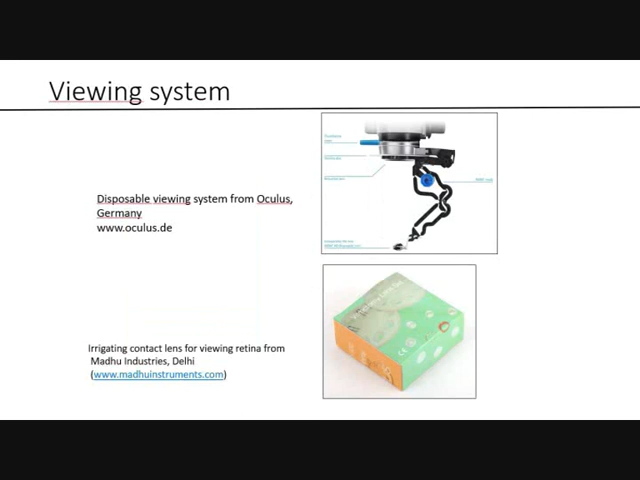 Viewing system
Disposable viewing system from Oculus,
Germany
www.oculus.de
Irrigating contact lens for viewing retina from
Madhu Industries, Delhi
(www.madhuinstruments.com)